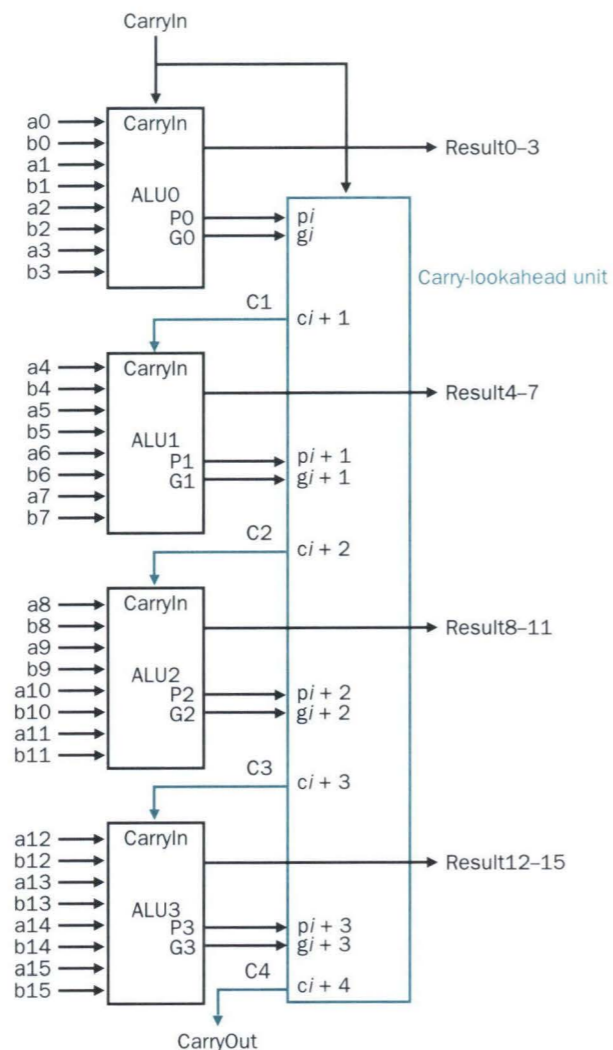 CarryIn
a0
b0
a1
b1
a2
b2
a3
b3
CarryIn
ALU0
P0
G0
Result0–3
pi
gi
Carry-lookahead unit
C1
ci + 1
a4
b4
a5
b5
a6
b6
a7
b7
CarryIn
ALU1
P1
G1
Result4–7
pi + 1
gi + 1
C2
ci + 2
a8
b8
a9
b9
a10
b10
a11
b11
CarryIn
ALU2
P2
G2
Result8–11
pi + 2
gi + 2
C3
ci + 3
a12
b12
a13
b13
a14
b14
a15
b15
CarryIn
ALU3
P3
G3
Result12–15
pi + 3
gi + 3
C4
ci + 4
CarryOut